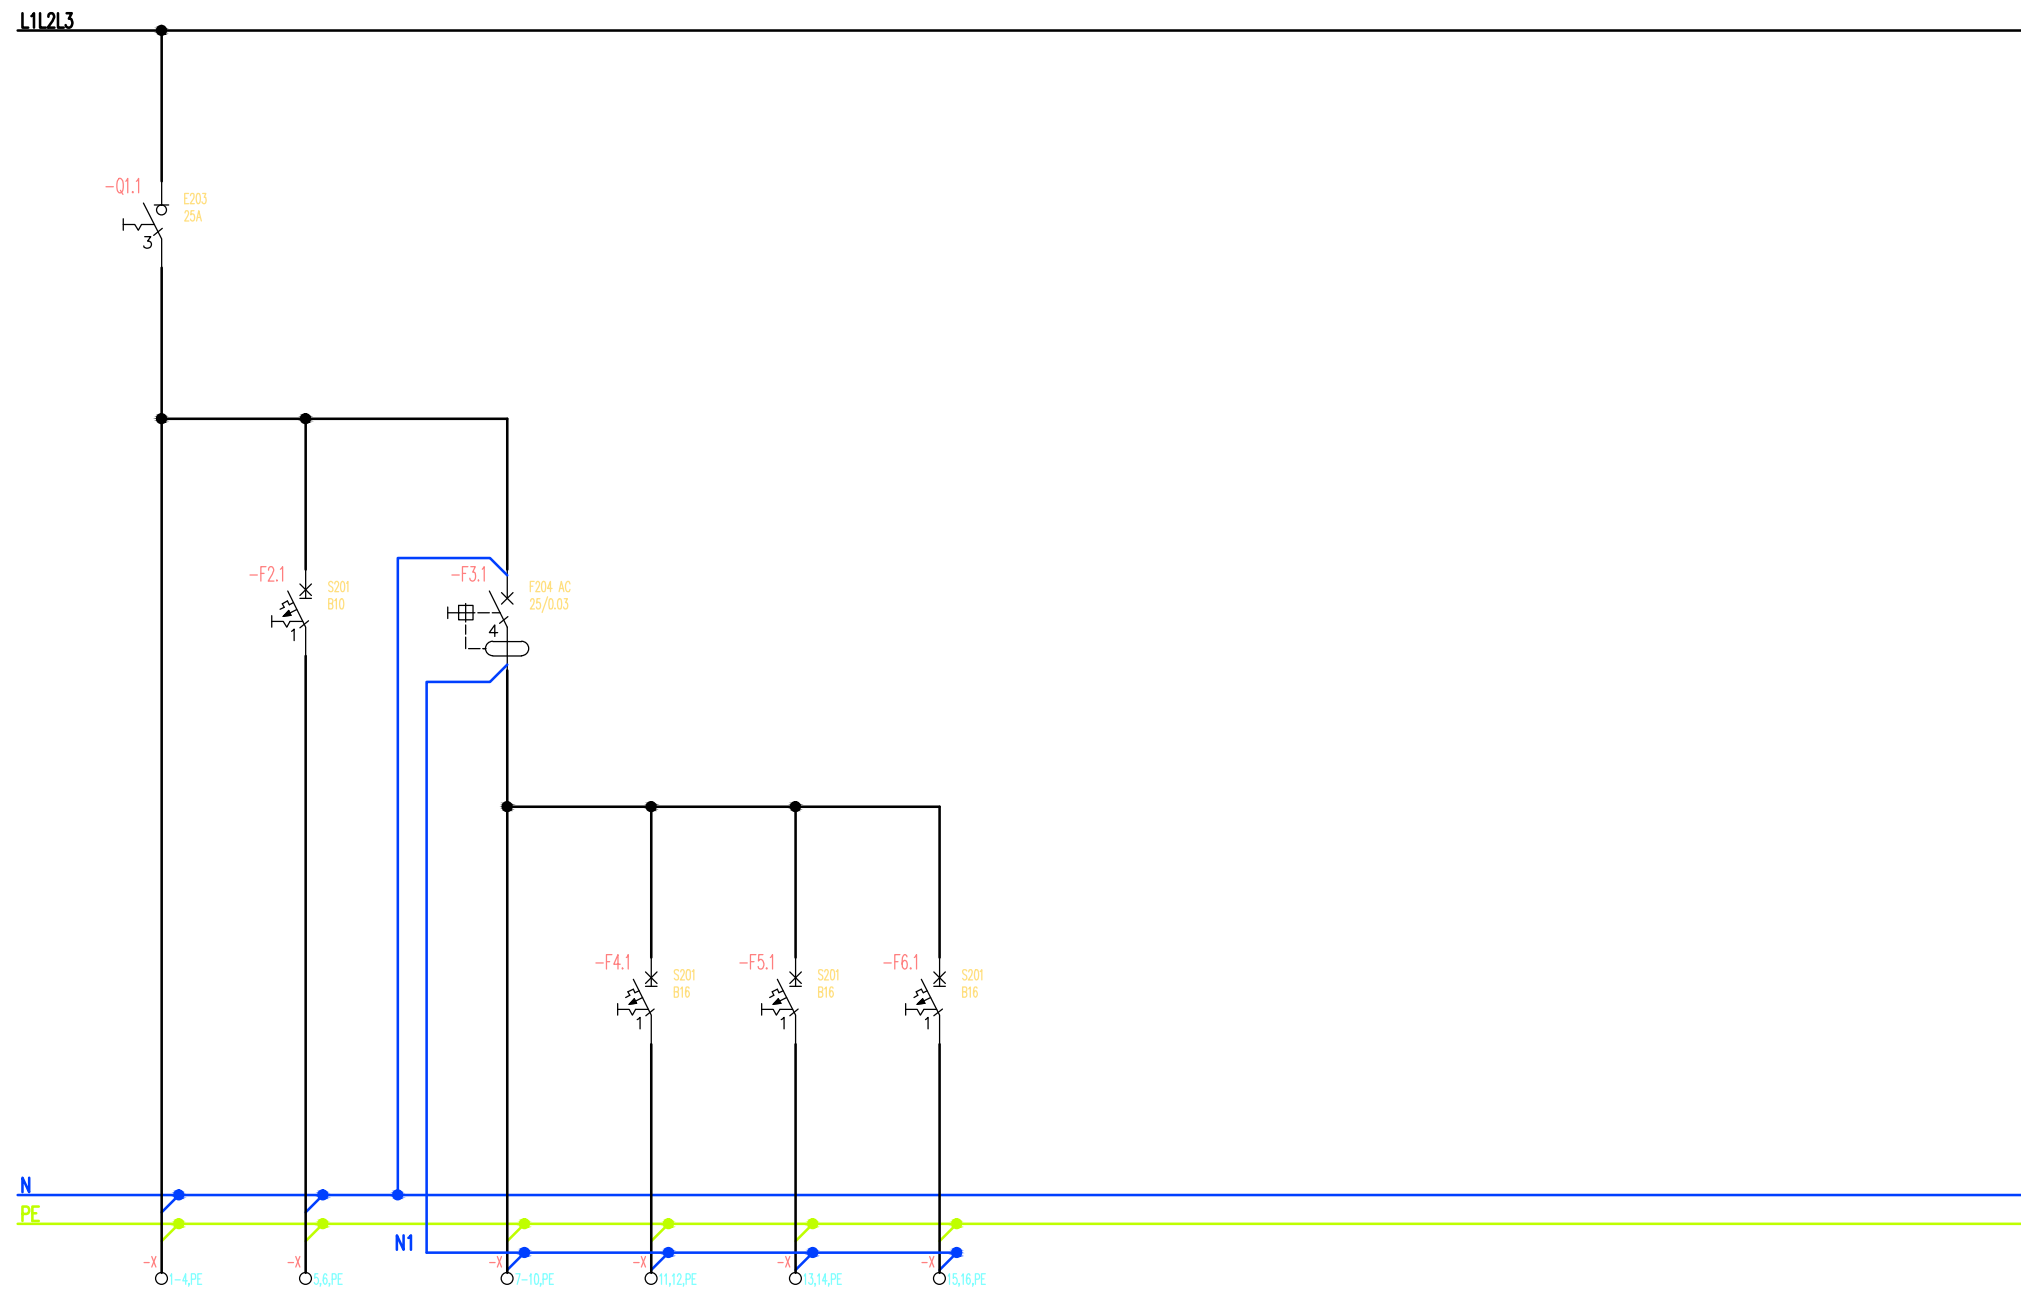 L1L2L3
-Q1.1
E203
25A
3
-F2.1
S201
B10
1
-F3.1
F204 AC
25/0.03
4
-F4.1
S201
B16
1
-F5.1
S201
B16
1
-F6.1
S201
B16
1
N
PE
N1
-X
1-4,PE
-X
5,6,PE
-X
7-10,PE
-X
11,12,PE
-X
13,14,PE
-X
15,16,PE